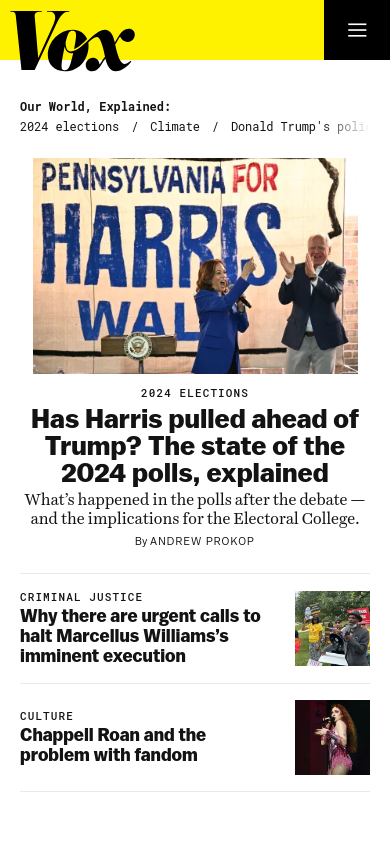 Vox
Our World, Explained:
2024 elections / Climate / Donald Trump's
PENNSYLVANIA FOR
HARRIS
WAL
2024 ELECTIONS
Has Harris pulled ahead of
Trump? The state of the
2024 polls, explained
What’s happened in the polls after the debate —
and the implications for the Electoral College.
By ANDREW PROKOP
CRIMINAL JUSTICE
Why there are urgent calls to
halt Marcellus Williams’s
imminent execution
CULTURE
Chappell Roan and the
problem with fandom